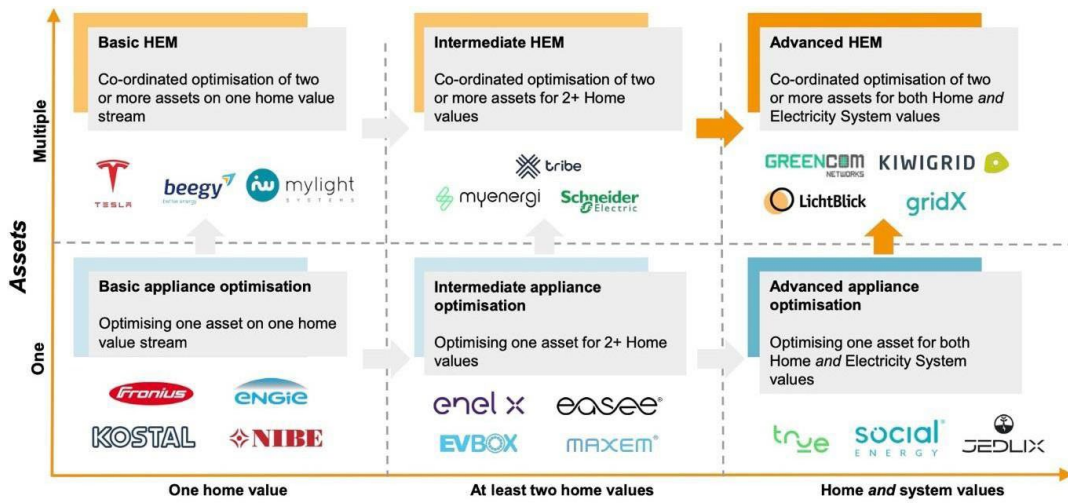 Basic HEM
Co-ordinated optimisation of two
or more assets on one home value
stream
Intermediate HEM
Co-ordinated optimisation of two
or more assets for 2+ Home
values
Advanced HEM
Co-ordinated optimisation of two
or more assets for both Home and
Electricity System values
Multiple
TESLA
beegy
better energy
mylight
SYSTEMS
tribe
myenergi
Schneider
Electric
GREENCOM
NETWORKS
KIWIGRID
LichtBlick
gridX
Assets
Basic appliance optimisation
Optimising one asset on one home
value stream
Intermediate appliance
optimisation
Optimising one asset for 2+ Home
values
Advanced appliance
optimisation
Optimising one asset for both
Home and Electricity System
values
One
Fronius
ENGIE
KOSTAL
NIBE
enel x
easee®
EVBOX
MAXEM®
true
social®
ENERGY
JEDLIX
One home value
At least two home values
Home and system values